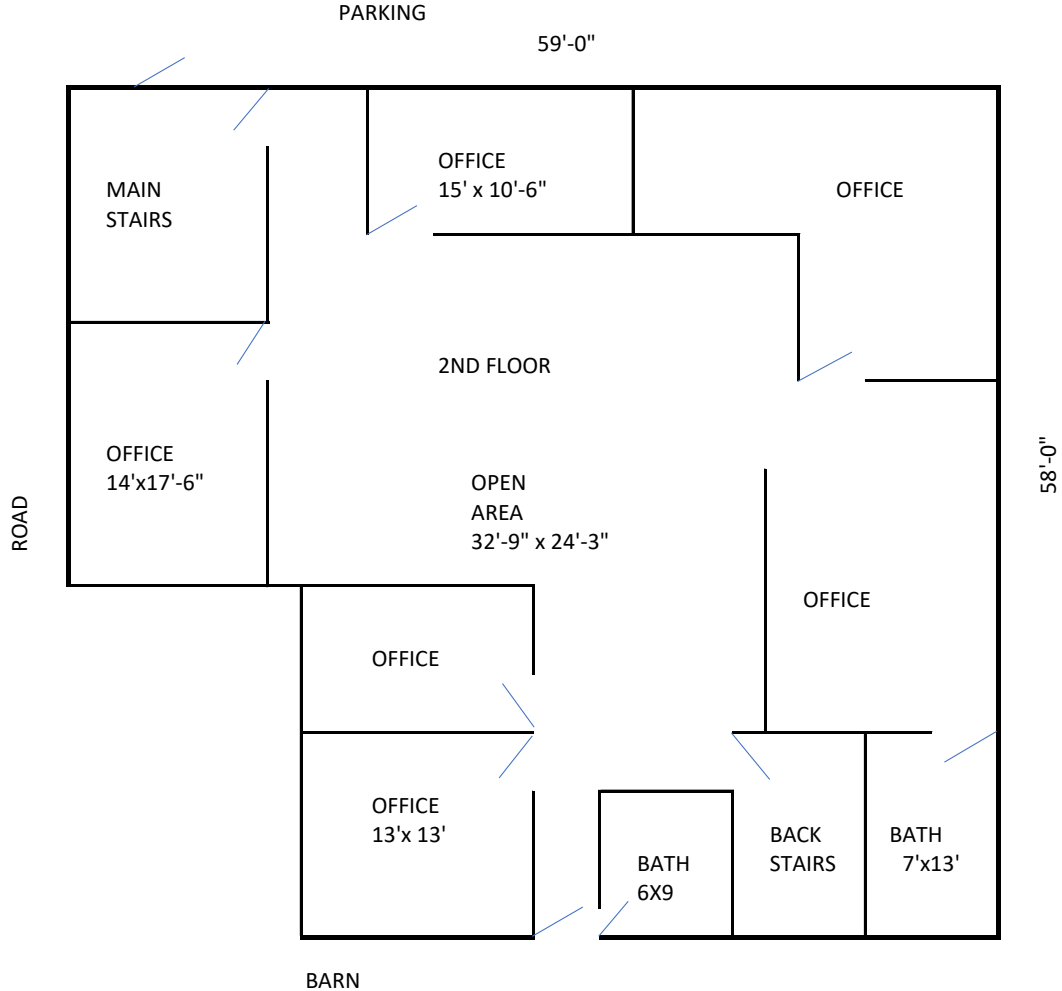 PARKING
59'-0"
OFFICE
15' x 10'-6"
MAIN
STAIRS
OFFICE
2ND FLOOR
OFFICE
14'x17'-6"
OPEN
AREA
32'-9" x 24'-3"
58'-0"
ROAD
OFFICE
OFFICE
OFFICE
13'x 13'
BATH
6X9
BACK
STAIRS
BATH
7'x13'
BARN